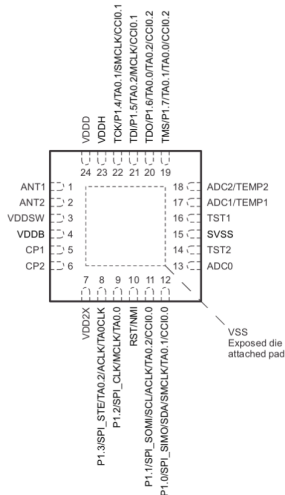 VDDD
VDDH
TCK/P1.4/TA0.1/SMCLK/CCI0.1
TDI/P1.5/TA0.2/MCLK/CCI0.1
TDO/P1.6/TA0.0/TA0.2/CCI0.2
TMS/P1.7/TA0.1/TA0.0/CCI0.2
24 23 22 21 20 19
ANT1 1
ANT2 2
VDDSW 3
VDDB 4
CP1 5
CP2 6
18 ADC2/TEMP2
17 ADC1/TEMP1
16 TST1
15 SVSS
14 TST2
13 ADC0
7 8 9 10 11 12
VDD2X
P1.3/SPI_STE/TA0.2/ACLK/TA0CLK
P1.2/SPI_CLK/MCLK/TA0.0
RST/NMI
P1.1/SPI_SOMI/SCL/ACLK/TA0.2/CCI0.0
P1.0/SPI_SIMO/SDA/SMCLK/TA0.1/CCI0.0
VSS
Exposed die
attached pad